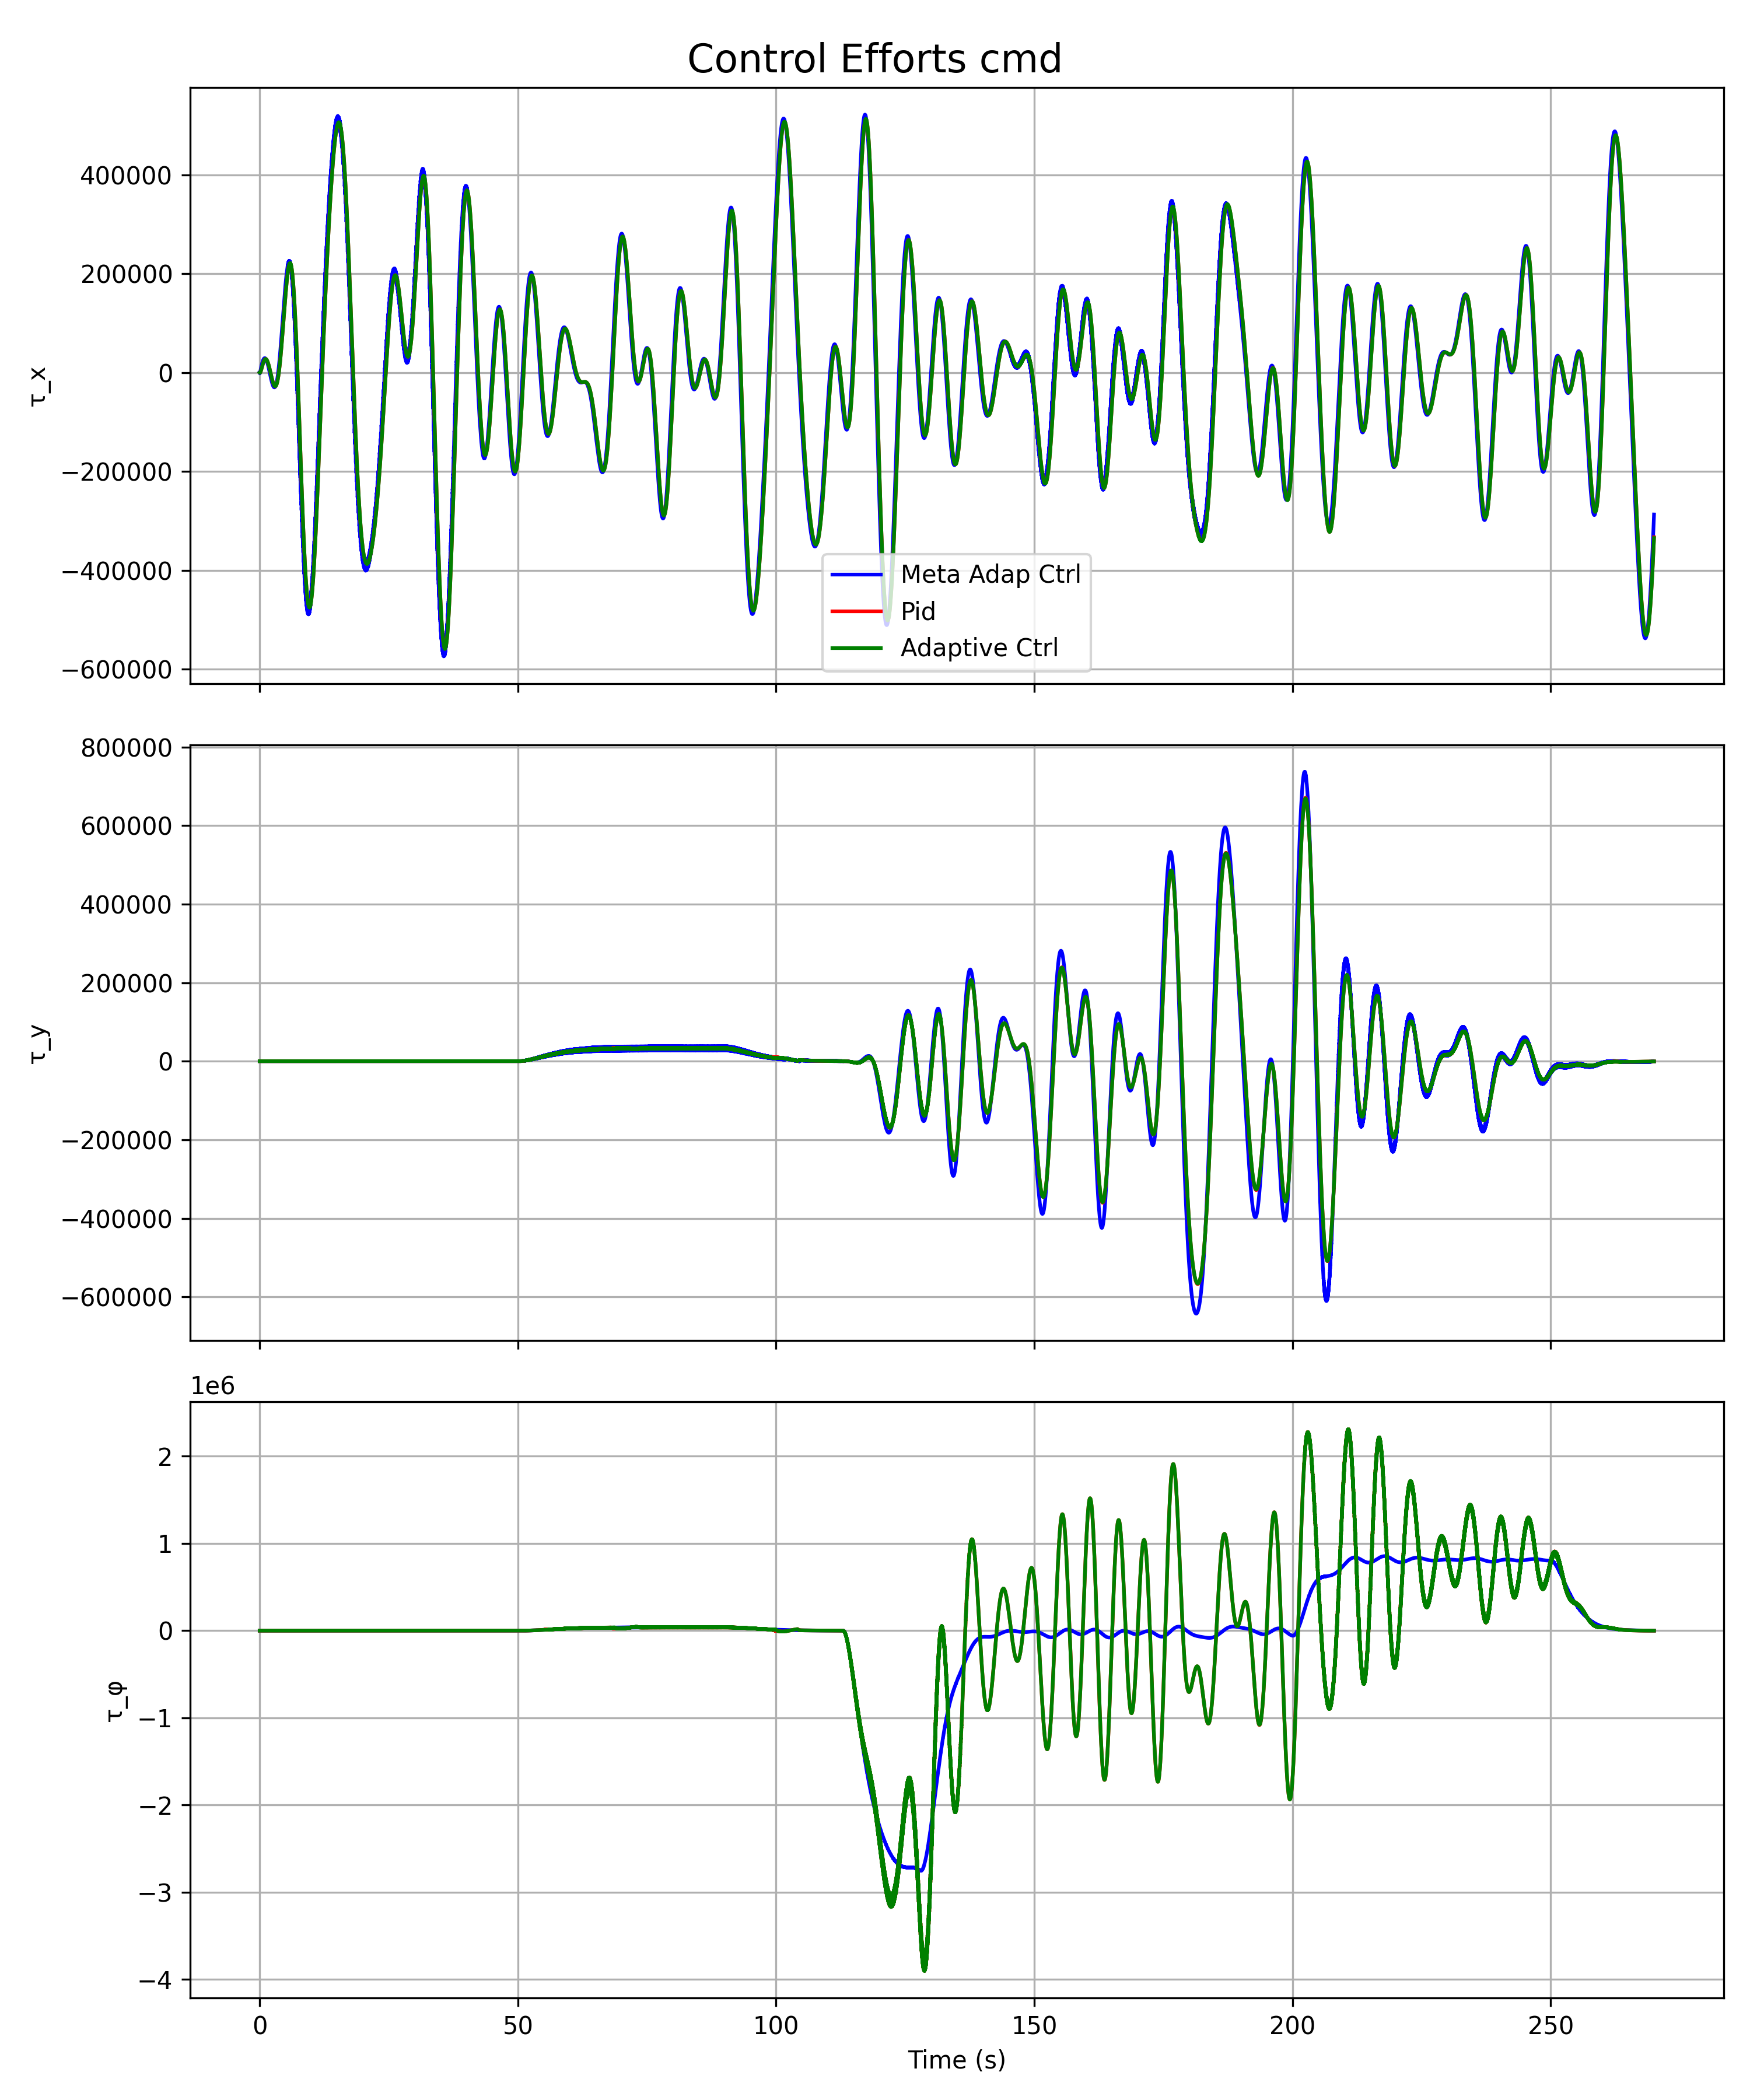 Control Efforts cmd
400000
200000
0
−200000
−400000
−600000
τ_x
Meta Adap Ctrl
Pid
Adaptive Ctrl
800000
600000
400000
200000
0
−200000
−400000
−600000
τ_y
1e6
2
1
0
−1
−2
−3
−4
τ_φ
0 50 100 150 200 250
Time (s)